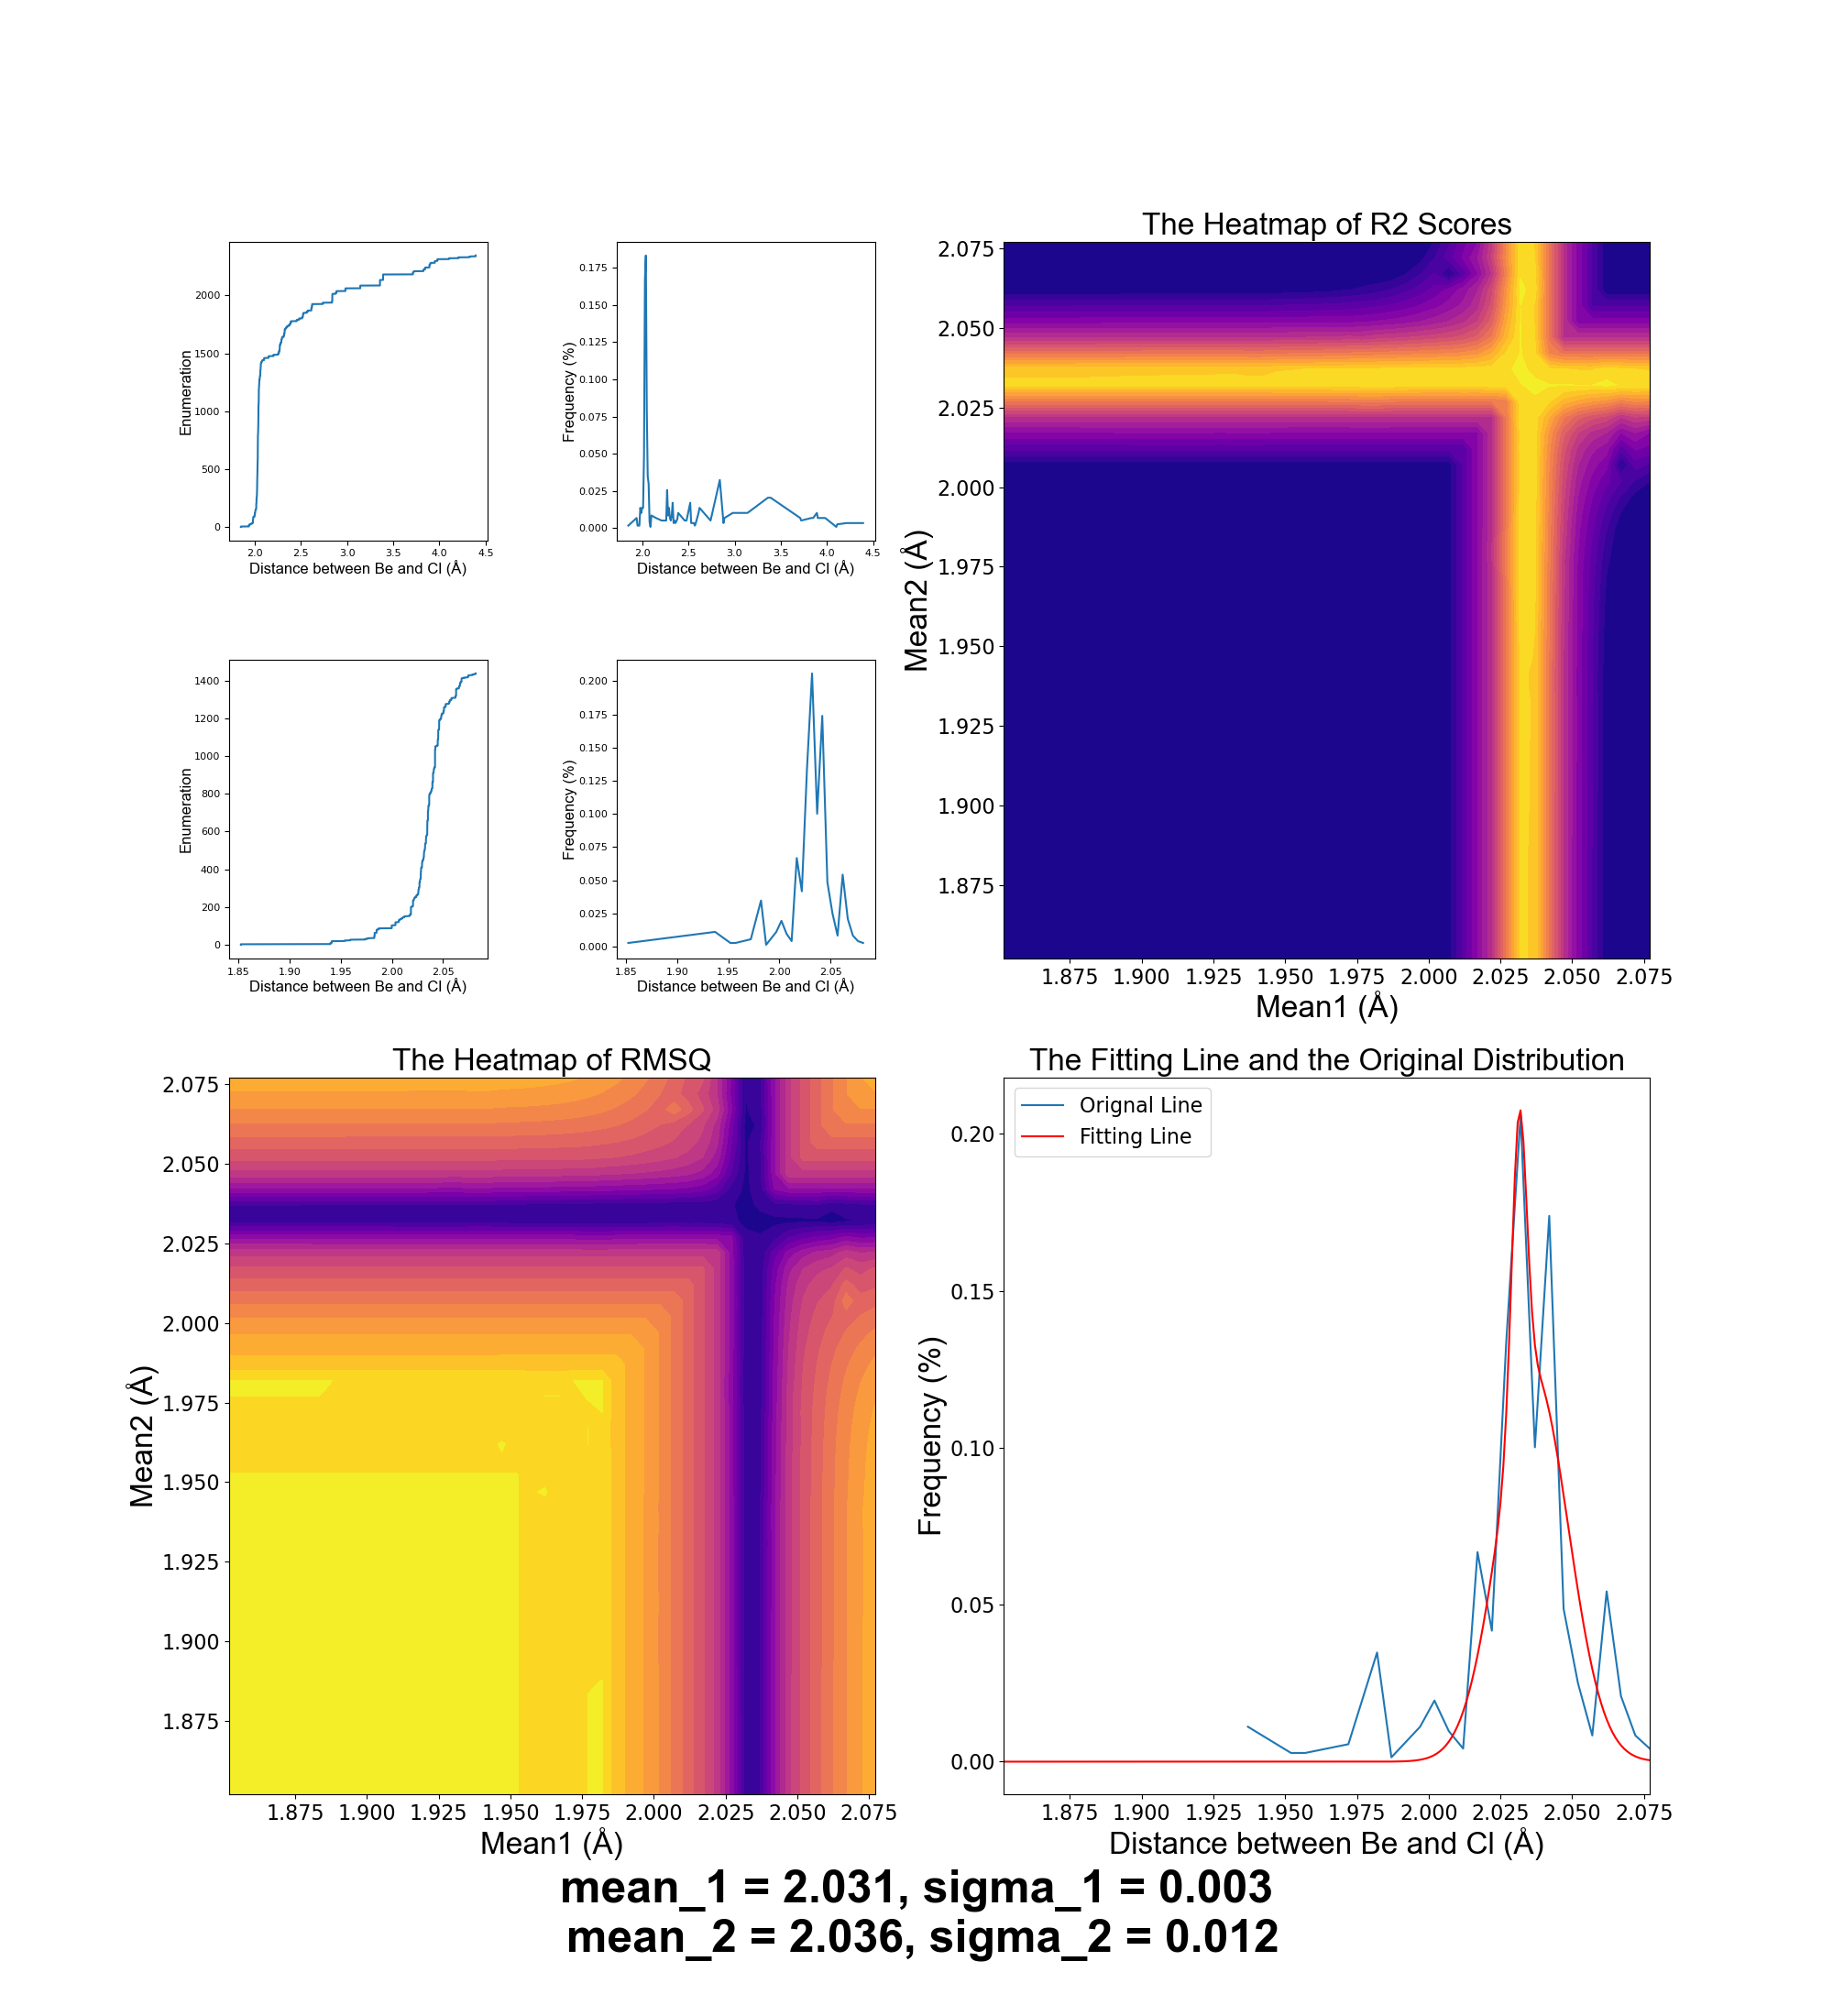 2000
1500
1000
500
0
Enumeration
2.0 2.5 3.0 3.5 4.0 4.5
Distance between Be and Cl (Å)
0.175
0.150
0.125
0.100
0.075
0.050
0.025
0.000
Frequency (%)
2.0 2.5 3.0 3.5 4.0 4.5
Distance between Be and Cl (Å)
The Heatmap of R2 Scores
2.075
2.050
2.025
2.000
1.975
1.950
1.925
1.900
1.875
Mean2 (Å)
1.875 1.900 1.925 1.950 1.975 2.000 2.025 2.050 2.075
Mean1 (Å)
1400
1200
1000
800
600
400
200
0
Enumeration
1.85 1.90 1.95 2.00 2.05
Distance between Be and Cl (Å)
0.200
0.175
0.150
0.125
0.100
0.075
0.050
0.025
0.000
Frequency (%)
1.85 1.90 1.95 2.00 2.05
Distance between Be and Cl (Å)
The Heatmap of RMSQ
2.075
2.050
2.025
2.000
1.975
1.950
1.925
1.900
1.875
Mean2 (Å)
1.875 1.900 1.925 1.950 1.975 2.000 2.025 2.050 2.075
Mean1 (Å)
The Fitting Line and the Original Distribution
Orignal Line
Fitting Line
0.20
0.15
0.10
0.05
0.00
Frequency (%)
1.875 1.900 1.925 1.950 1.975 2.000 2.025 2.050 2.075
Distance between Be and Cl (Å)
mean_1 = 2.031, sigma_1 = 0.003
mean_2 = 2.036, sigma_2 = 0.012